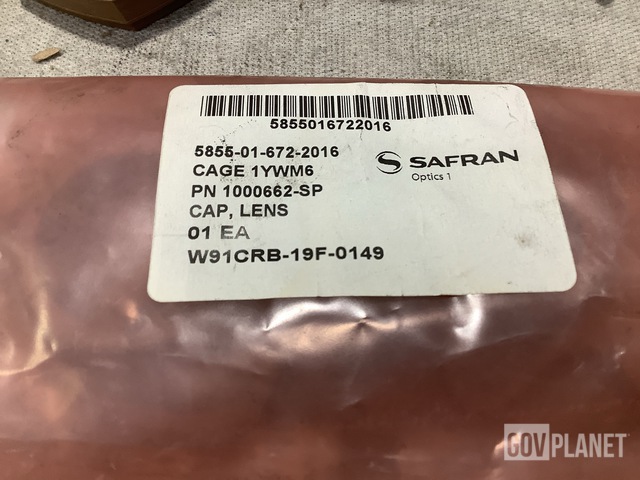 5855016722016
5855-01-672-2016
CAGE 1YWM6
PN 1000662-SP
CAP, LENS
01 EA
W91CRB-19F-0149
SAFRAN
Optics 1
GOVPLANET